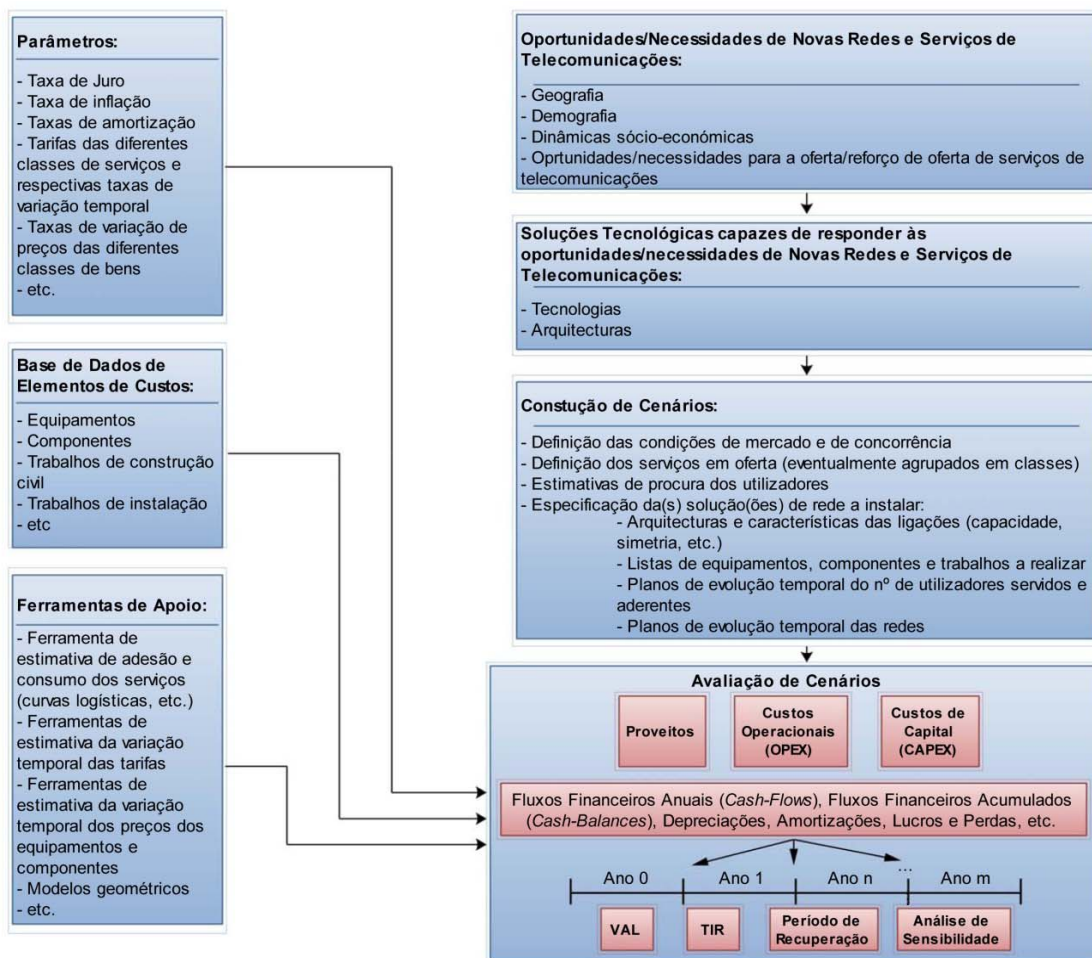 Parâmetros:
- Taxa de Juro
- Taxa de inflação
- Taxas de amortização
- Tarifas das diferentes
classes de serviços e
respectivas taxas de
variação temporal
- Taxas de variação de
preços das diferentes
classes de bens
- etc.
Base de Dados de
Elementos de Custos:
- Equipamentos
- Componentes
- Trabalhos de construção
civil
- Trabalhos de instalação
- etc
Ferramentas de Apoio:
- Ferramenta de
estimativa de adesão e
consumo dos serviços
(curvas logísticas, etc.)
- Ferramentas de
estimativa da variação
temporal das tarifas
- Ferramentas de
estimativa da variação
temporal dos preços dos
equipamentos e
componentes
- Modelos geométricos
- etc.
Oportunidades/Necessidades de Novas Redes e Serviços de
Telecomunicações:
- Geografia
- Demografia
- Dinâmicas sócio-económicas
- Oprtunidades/necessidades para a oferta/reforço de oferta de serviços de
telecomunicações
Soluções Tecnológicas capazes de responder às
oportunidades/necessidades de Novas Redes e Serviços de
Telecomunicações:
- Tecnologias
- Arquitecturas
Constução de Cenários:
- Definição das condições de mercado e de concorrência
- Definição dos serviços em oferta (eventualmente agrupados em classes)
- Estimativas de procura dos utilizadores
- Especificação da(s) solução(ões) de rede a instalar:
- Arquitecturas e características das ligações (capacidade,
simetria, etc.)
- Listas de equipamentos, componentes e trabalhos a realizar
- Planos de evolução temporal do nº de utilizadores servidos e
aderentes
- Planos de evolução temporal das redes
Avaliação de Cenários
Proveitos
Custos
Operacionais
(OPEX)
Custos de
Capital
(CAPEX)
Fluxos Financeiros Anuais (Cash-Flows), Fluxos Financeiros Acumulados
(Cash-Balances), Depreciações, Amortizações, Lucros e Perdas, etc.
...
Ano 0 Ano 1 Ano n Ano m
VAL
TIR
Período de
Recuperação
Análise de
Sensibilidade